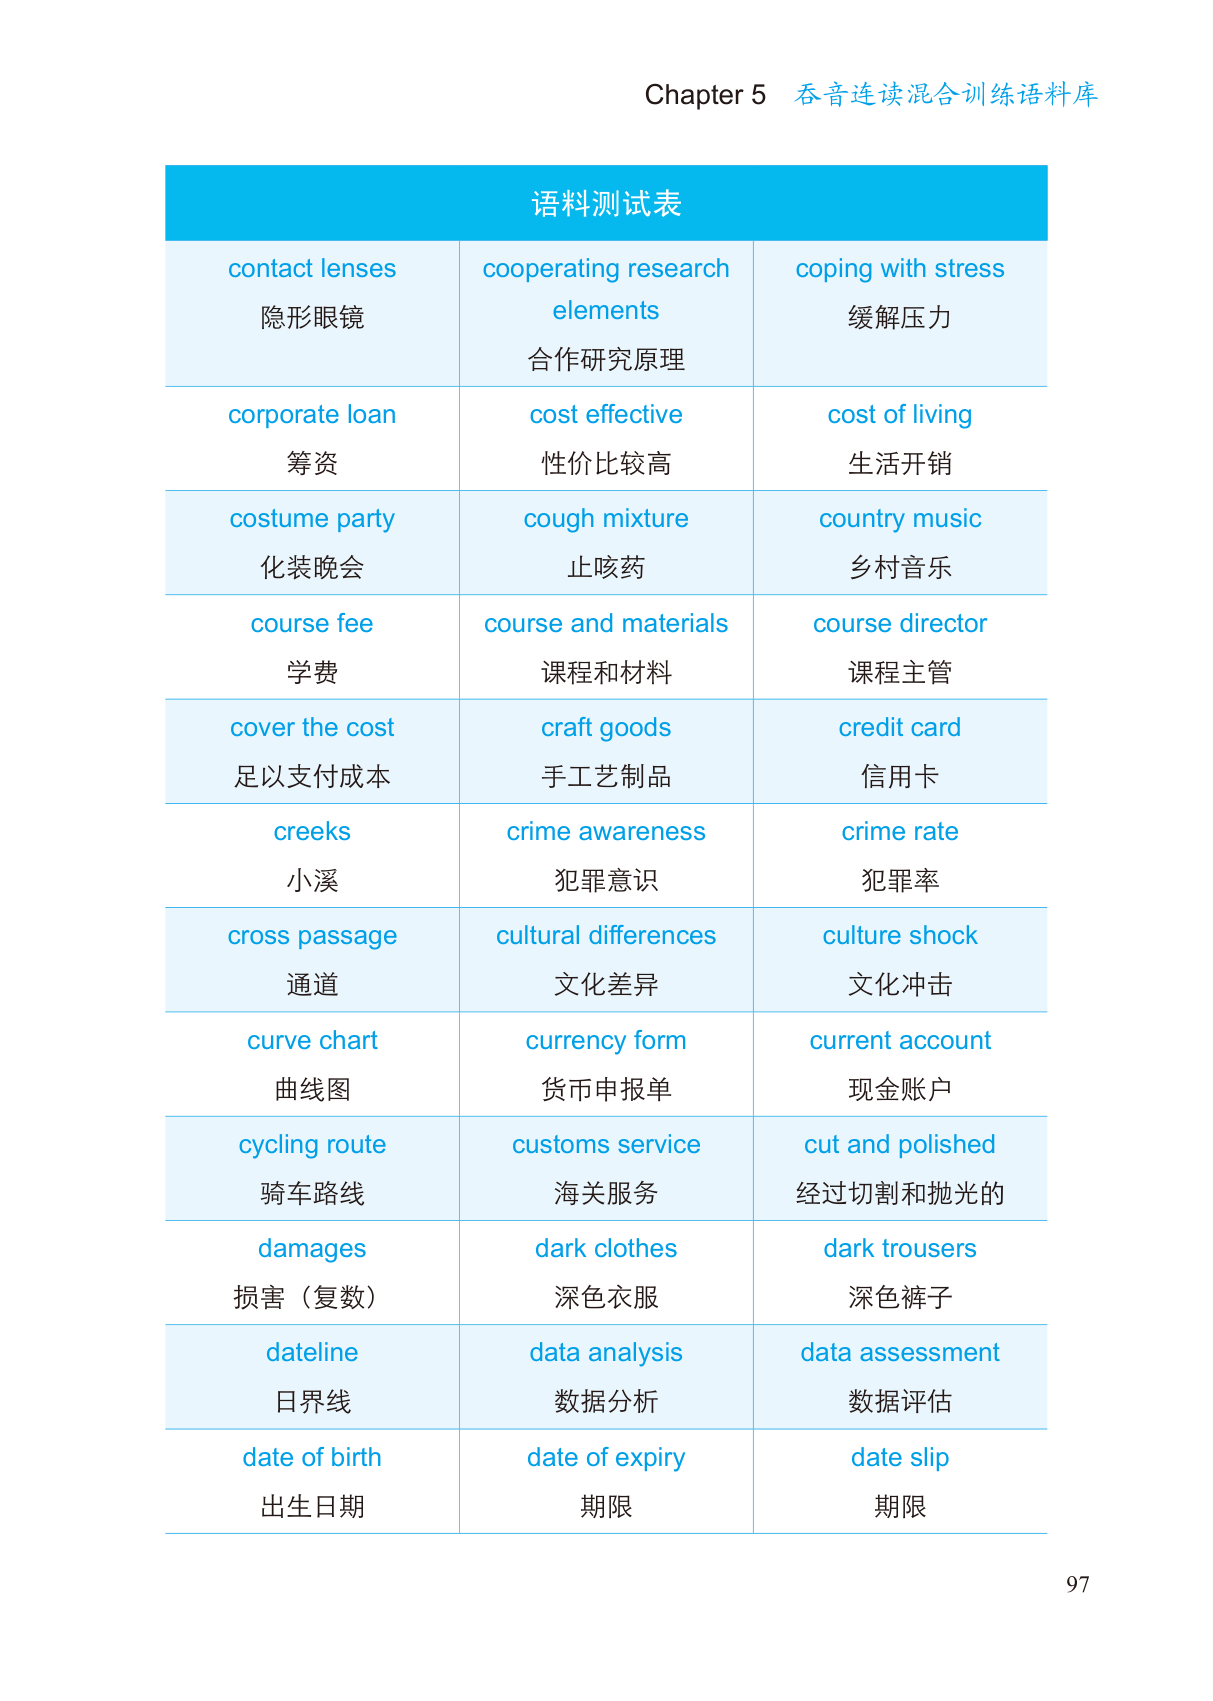 Chapter 5 吞音连读混合训练语料库
语料测试表
contact lenses
隐形眼镜
cooperating research
elements
合作研究原理
coping with stress
缓解压力
corporate loan
筹资
cost effective
性价比较高
cost of living
生活开销
costume party
化装晚会
cough mixture
止咳药
country music
乡村音乐
course fee
学费
course and materials
课程和材料
course director
课程主管
cover the cost
足以支付成本
craft goods
手工艺制品
credit card
信用卡
creeks
小溪
crime awareness
犯罪意识
crime rate
犯罪率
cross passage
通道
cultural differences
文化差异
culture shock
文化冲击
curve chart
曲线图
currency form
货币申报单
current account
现金账户
cycling route
骑车路线
customs service
海关服务
cut and polished
经过切割和抛光的
damages
损害（复数）
dark clothes
深色衣服
dark trousers
深色裤子
dateline
日界线
data analysis
数据分析
data assessment
数据评估
date of birth
出生日期
date of expiry
期限
date slip
期限
97